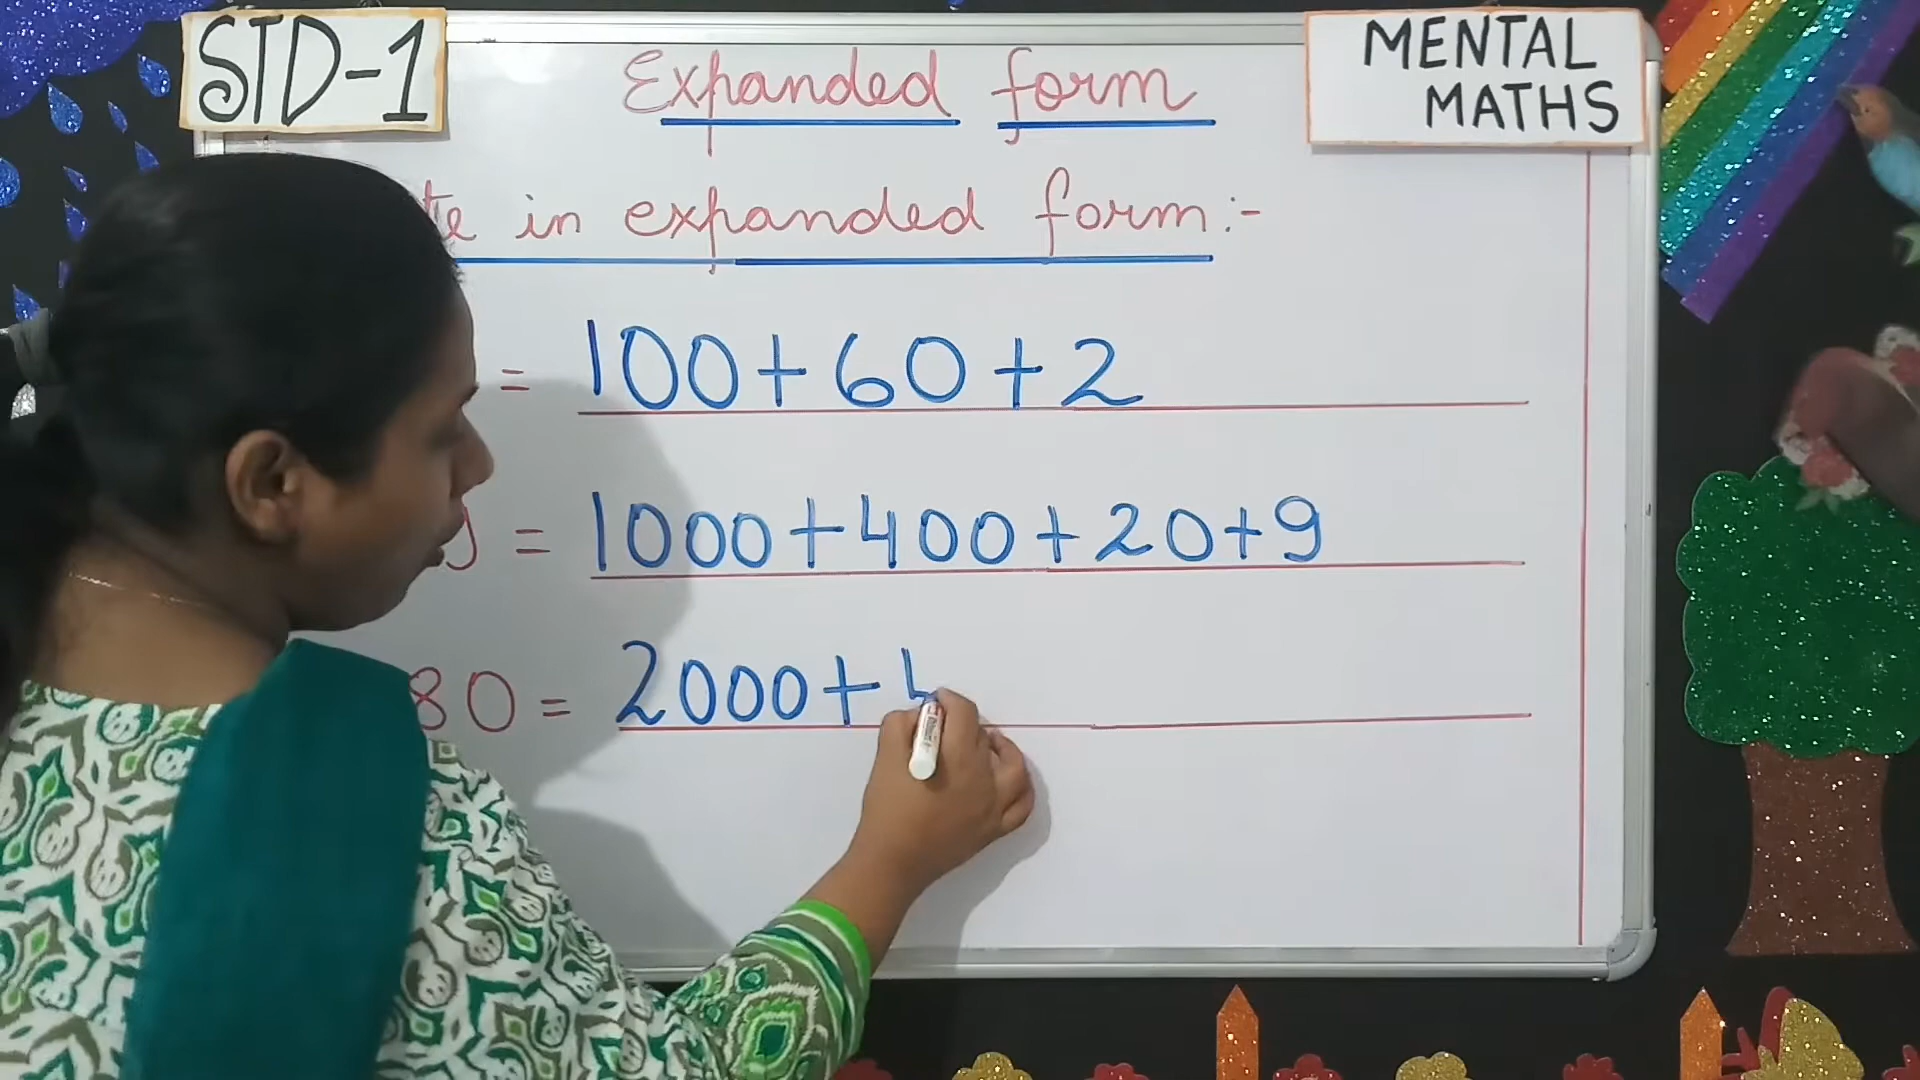 STD-1
MENTAL
MATHS
Expanded form
in expanded form:-
= 100+60+2
= 1000+400+20+9
80 = 2000+